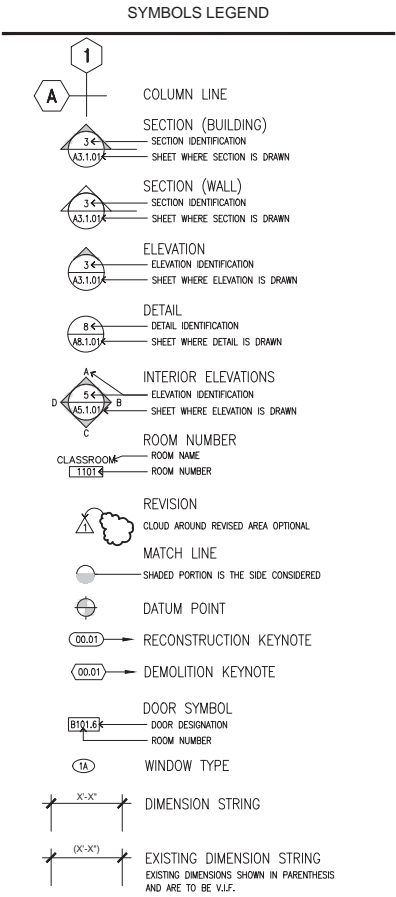 SYMBOLS LEGEND
1
A
COLUMN LINE
SECTION (BUILDING)
3
SECTION IDENTIFICATION
A3.1.01
SHEET WHERE SECTION IS DRAWN
SECTION (WALL)
3
SECTION IDENTIFICATION
A3.1.01
SHEET WHERE SECTION IS DRAWN
ELEVATION
3
ELEVATION IDENTIFICATION
A3.1.01
SHEET WHERE ELEVATION IS DRAWN
DETAIL
8
DETAIL IDENTIFICATION
A8.1.01
SHEET WHERE DETAIL IS DRAWN
A
INTERIOR ELEVATIONS
5
ELEVATION IDENTIFICATION
D
B
A5.1.01
SHEET WHERE ELEVATION IS DRAWN
C
ROOM NUMBER
CLASSROOM
ROOM NAME
1101
ROOM NUMBER
REVISION
1
CLOUD AROUND REVISED AREA OPTIONAL
MATCH LINE
SHADED PORTION IS THE SIDE CONSIDERED
DATUM POINT
00.01
RECONSTRUCTION KEYNOTE
00.01
DEMOLITION KEYNOTE
DOOR SYMBOL
B101.6
DOOR DESIGNATION
ROOM NUMBER
1A
WINDOW TYPE
X'-X"
DIMENSION STRING
(X'-X")
EXISTING DIMENSION STRING
EXISTING DIMENSIONS SHOWN IN PARENTHESIS
AND ARE TO BE V.I.F.